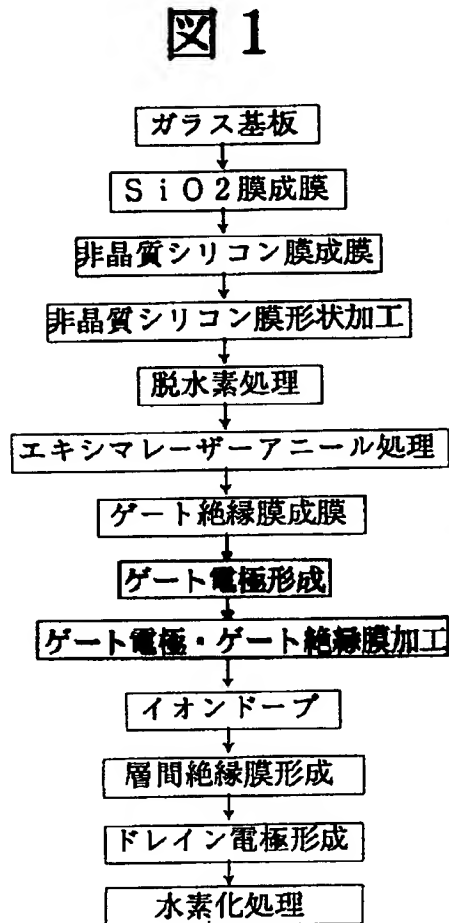 図 1
ガラス基板
SiO2膜成膜
非晶質シリコン膜成膜
非晶質シリコン膜形状加工
脱水素処理
エキシマレーザーアニール処理
ゲート絶縁膜成膜
ゲート電極形成
ゲート電極・ゲート絶縁膜加工
イオンドープ
層間絶縁膜形成
ドレイン電極形成
水素化処理